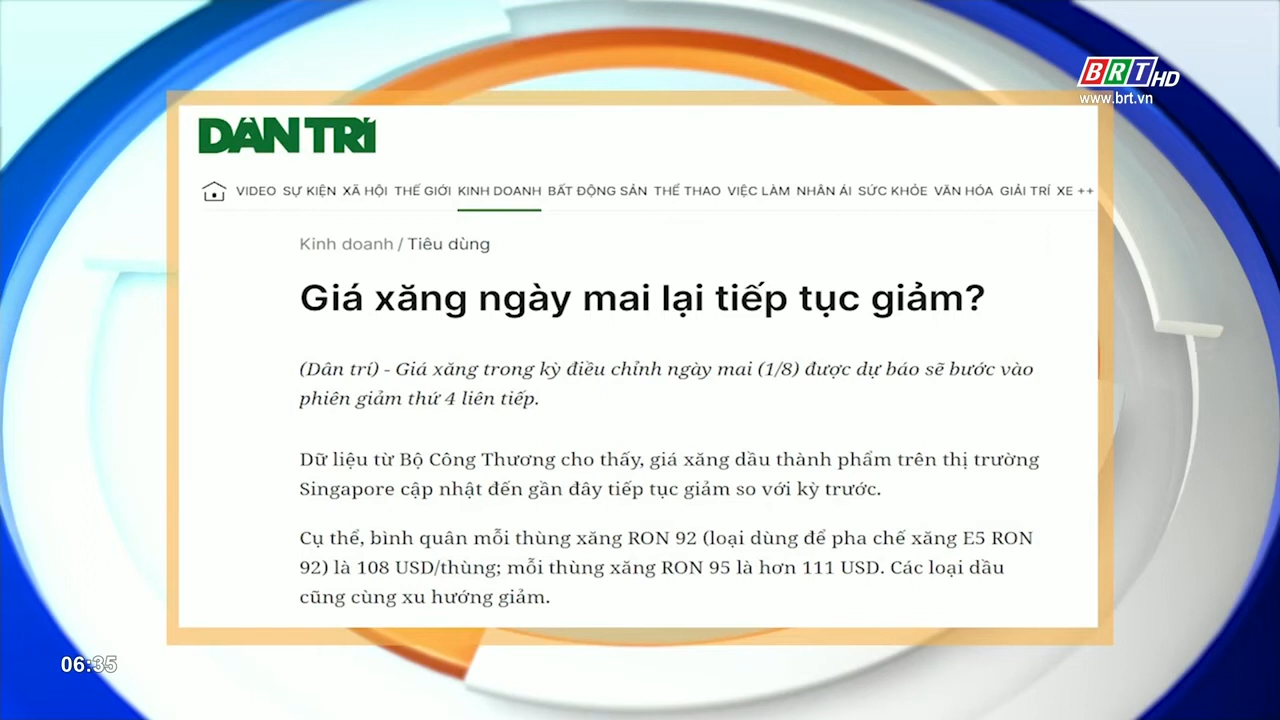 BRT HD
www.brt.vn
DÂN TRÍ
VIDEO SỰ KIỆN XÃ HỘI THẾ GIỚI KINH DOANH BẤT ĐỘNG SẢN THỂ THAO VIỆC LÀM NHÂN ÁI SỨC KHỎE VĂN HÓA GIẢI TRÍ XE ++
Kinh doanh / Tiêu dùng
Giá xăng ngày mai lại tiếp tục giảm?
(Dân trí) - Giá xăng trong kỳ điều chỉnh ngày mai (1/8) được dự báo sẽ bước vào
phiên giảm thứ 4 liên tiếp.
Dữ liệu từ Bộ Công Thương cho thấy, giá xăng dầu thành phẩm trên thị trường
Singapore cập nhật đến gần đây tiếp tục giảm so với kỳ trước.
Cụ thể, bình quân mỗi thùng xăng RON 92 (loại dùng để pha chế xăng E5 RON
92) là 108 USD/thùng; mỗi thùng xăng RON 95 là hơn 111 USD. Các loại dầu
cũng cùng xu hướng giảm.
06:35